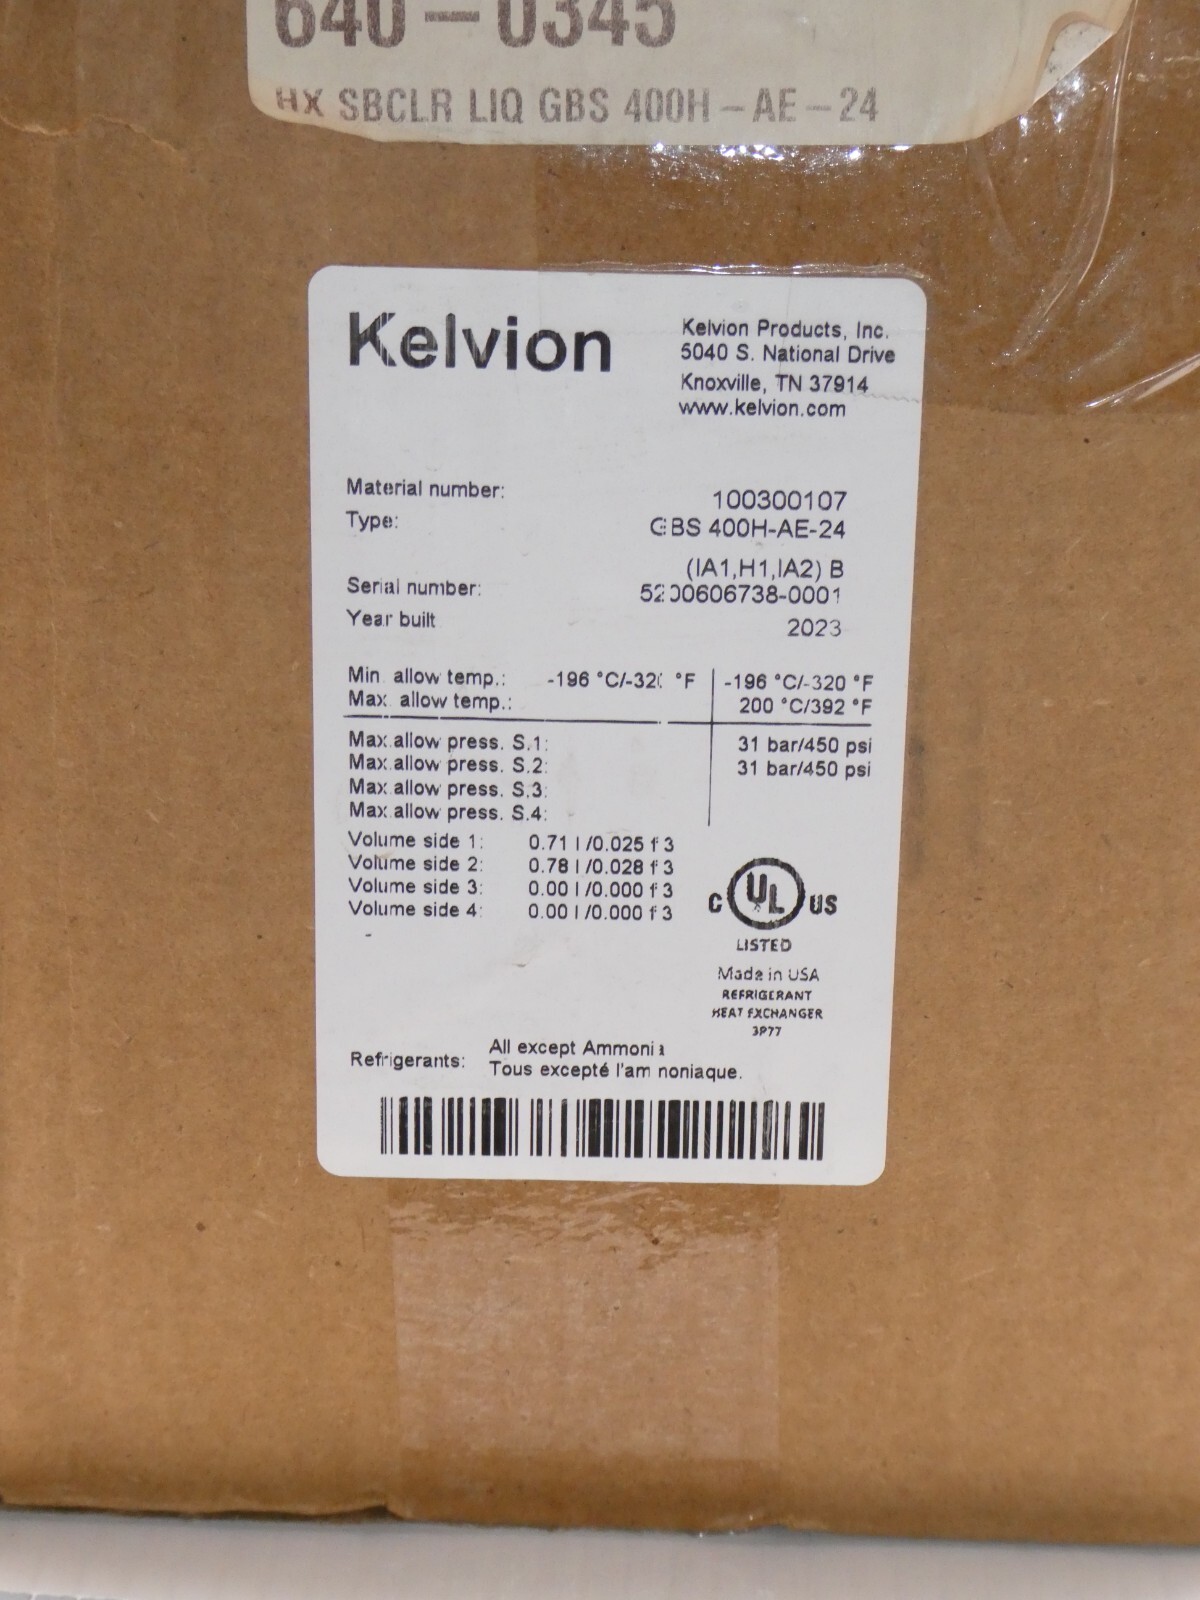 640-0345
HX SBCLR LIQ GBS 400H-AE-24
Kelvion
Kelvion Products, Inc.
5040 S. National Drive
Knoxville, TN 37914
www.kelvion.com
Material number: 100300107
Type: GBS 400H-AE-24
(IA1,H1,IA2) B
Serial number: 5200606738-0001
Year built 2023
Min. allow temp.: -196 °C/-320 °F -196 °C/-320 °F
Max. allow temp.: 200 °C/392 °F
Max.allow press. S.1: 31 bar/450 psi
Max.allow press. S.2: 31 bar/450 psi
Max.allow press. S.3:
Max.allow press. S.4:
Volume side 1: 0.71 l /0.025 f 3
Volume side 2: 0.78 l /0.028 f 3
Volume side 3: 0.00 l /0.000 f 3
Volume side 4: 0.00 l /0.000 f 3
-
C UL US
LISTED
Made in USA
REFRIGERANT
HEAT EXCHANGER
3P77
Refrigerants: All except Ammonia
Tous excepté l'am noniaque.